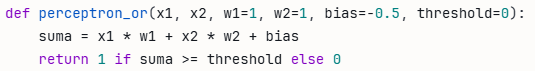 def perceptron_or(x1, x2, w1=1, w2=1, bias=-0.5, threshold=0):
    suma = x1 * w1 + x2 * w2 + bias
    return 1 if suma >= threshold else 0